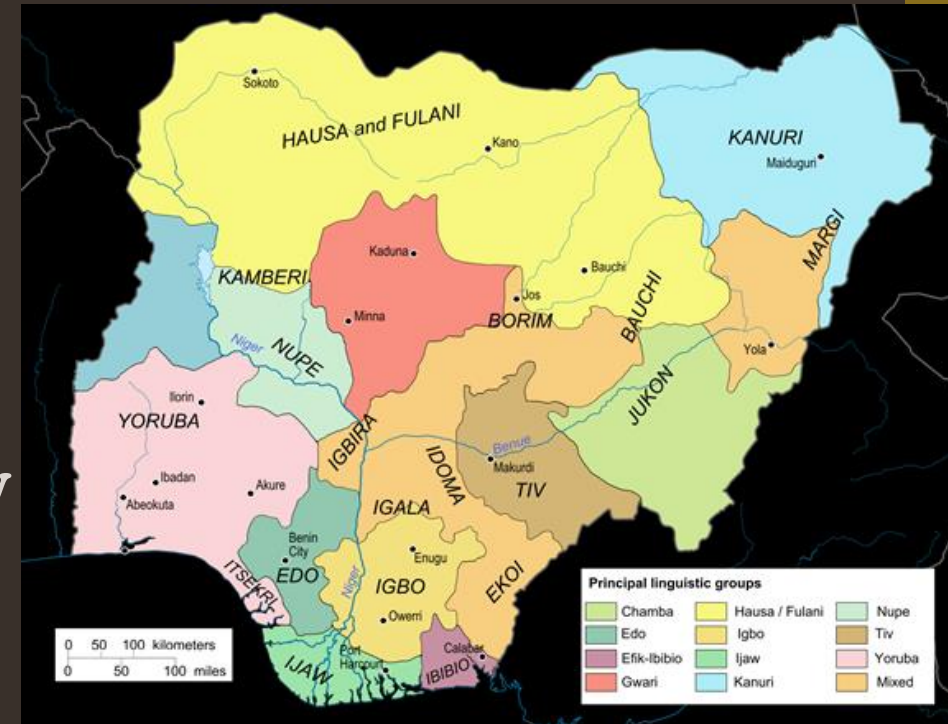 Sokoto
HAUSA and FULANI
Kano
KANURI
Maiduguri
MARGI
Kaduna
Bauchi
KAMBERI
Jos
BAUCHI
Minna
BORIM
Niger
NUPE
Yola
Ilorin
JUKON
YORUBA
IGBIRA
Benue
IDOMA
Makurdi
TIV
Ibadan
Akure
Abeokuta
IGALA
Benin
City
Enugu
EDO
ITSEKRI
Niger
IGBO
EKOI
Owerri
Port
Harcourt
Calabar
IJAW
IBIBIO
0 50 100 kilometers
0 50 100 miles
Principal linguistic groups
Chamba
Edo
Efik-Ibibio
Gwari
Hausa / Fulani
Igbo
Ijaw
Kanuri
Nupe
Tiv
Yoruba
Mixed